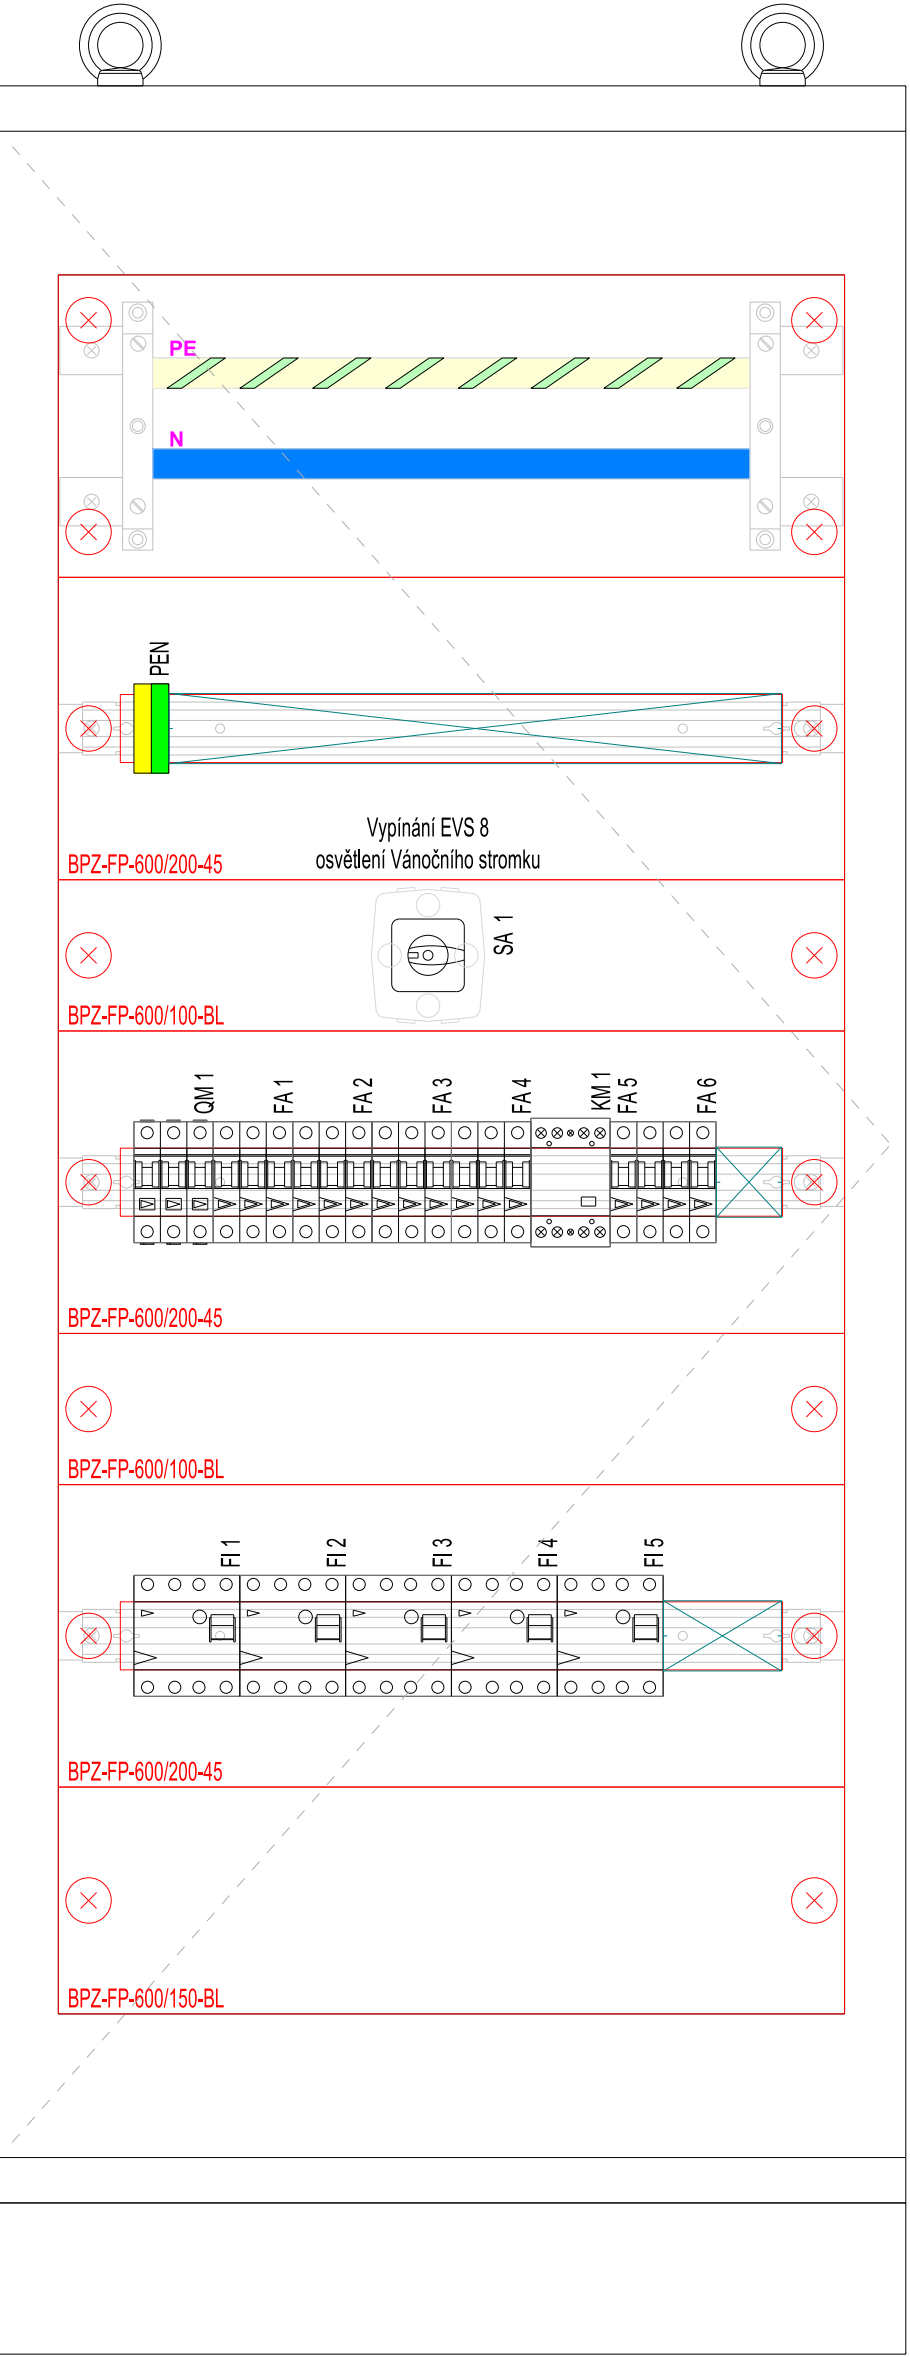 PE
N
PEN
BPZ-FP-600/200-45
Vypínání EVS 8
osvětlení Vánočního stromku
SA 1
BPZ-FP-600/100-BL
QM 1
FA 1
FA 2
FA 3
FA 4
KM 1
FA 5
FA 6
BPZ-FP-600/200-45
BPZ-FP-600/100-BL
FI 1
FI 2
FI 3
FI 4
FI 5
BPZ-FP-600/200-45
BPZ-FP-600/150-BL